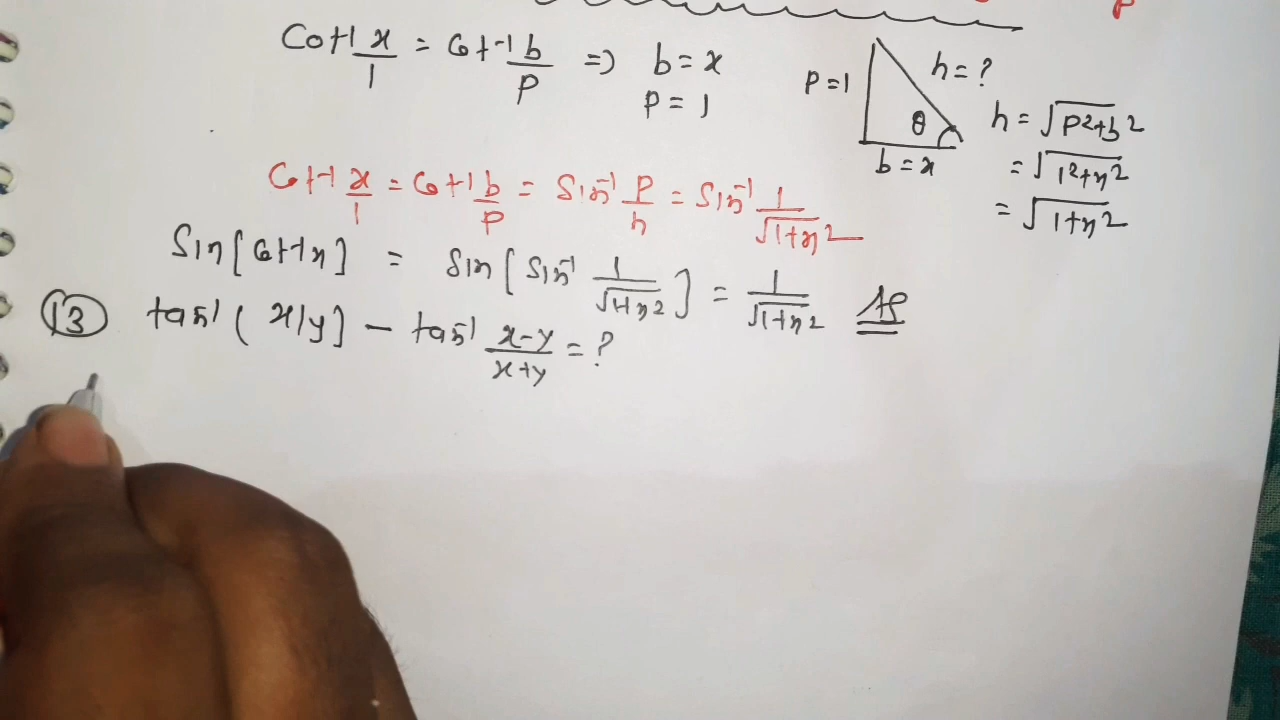 Cot-1 x/1 = Cot-1 b/P => b = x
P = 1
P = 1
h = ?
θ
b = x
h = √P2+b2
= √12+x2
= √1+x2
Cot-1 x/1 = Cot-1 b/P = Sin-1 P/h = Sin-1 1/√1+x2
Sin[Cot-1x] = Sin[Sin-1 1/√1+x2] = 1/√1+x2
13 tan-1 (x/y] - tan-1 x-y/x+y = ?